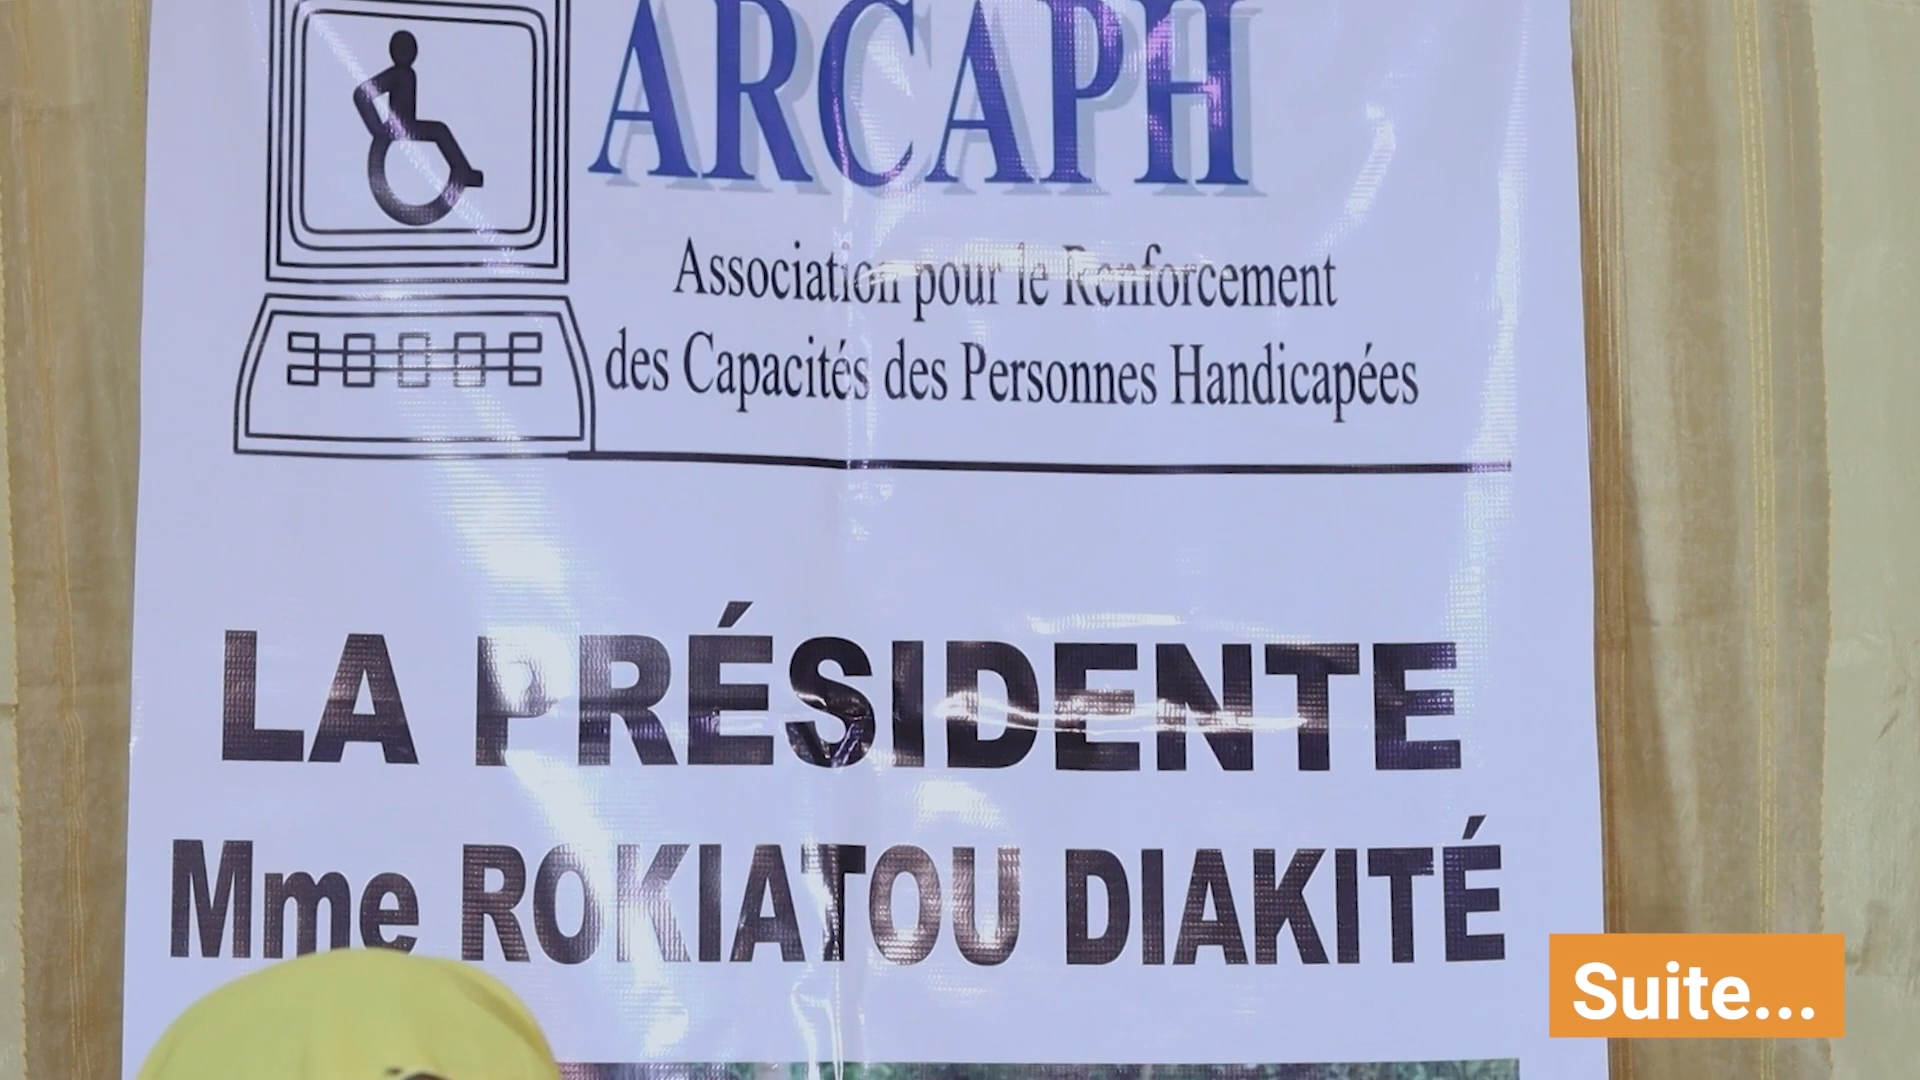 ARCAPH
Association pour le Renforcement
des Capacités des Personnes Handicapées
LA PRÉSIDENTE
Mme ROKIATOU DIAKITÉ
Suite...